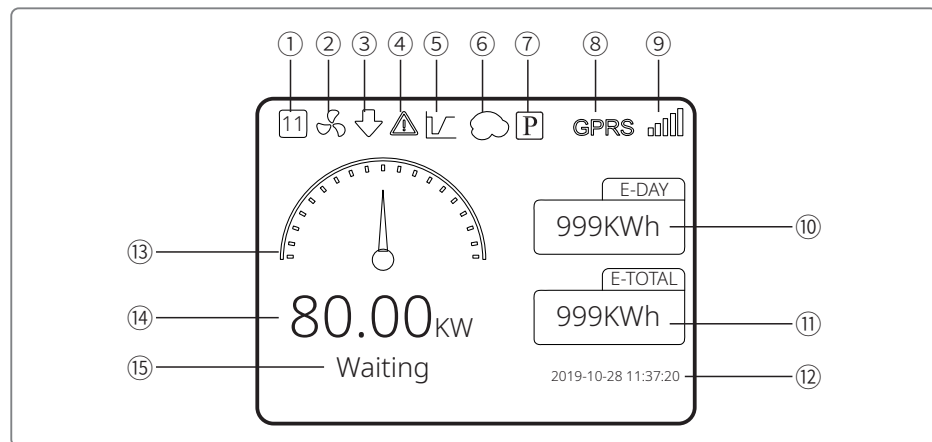 ① ② ③ ④ ⑤ ⑥ ⑦ ⑧ ⑨
11 P GPRS
E-DAY
999KWh ⑩
⑬
E-TOTAL
999KWh ⑪
⑭ 80.00KW
⑮ Waiting
2019-10-28 11:37:20 ⑫